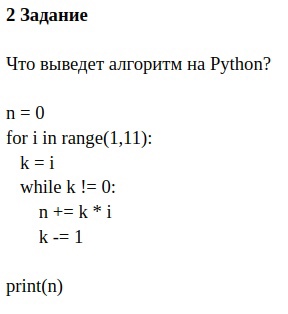 2 Задание
Что выведет алгоритм на Python?
n = 0
for i in range(1,11):
k = i
while k != 0:
n += k * i
k -= 1
print(n)